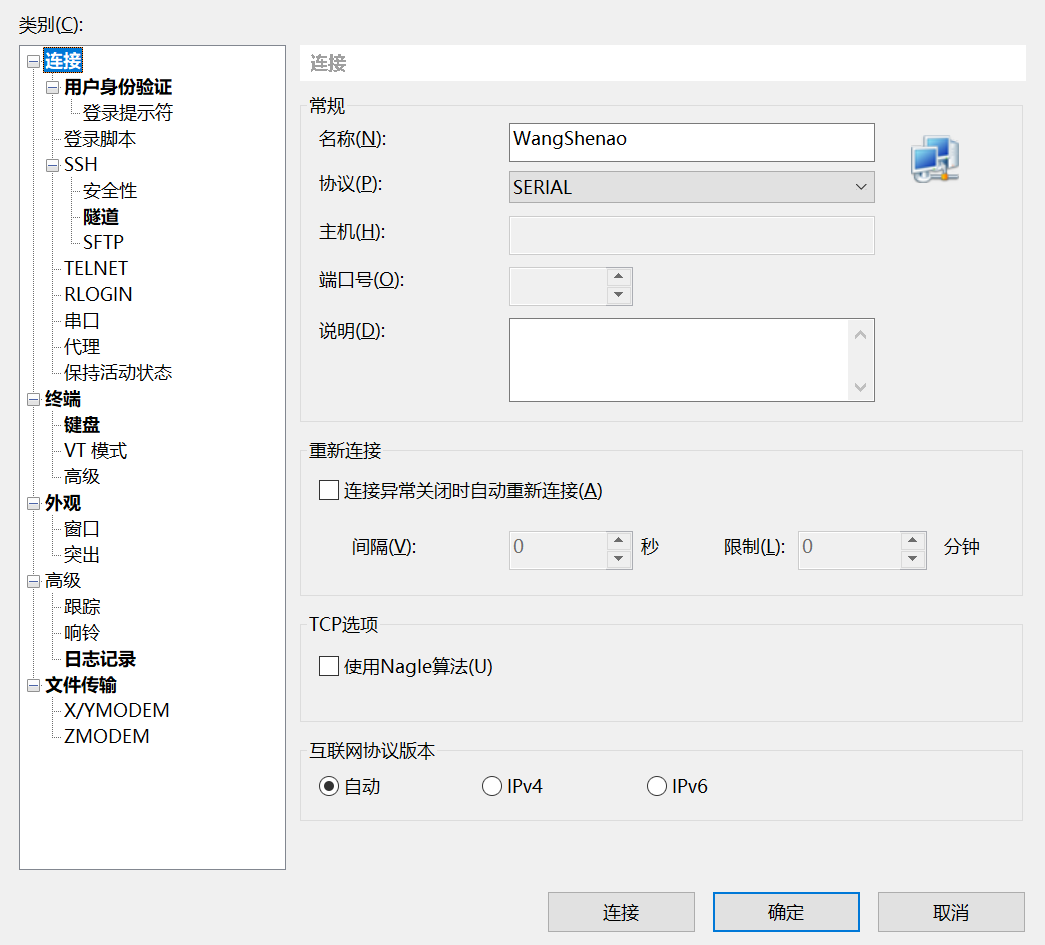 类别(C):
连接
用户身份验证
登录提示符
登录脚本
SSH
安全性
隧道
SFTP
TELNET
RLOGIN
串口
代理
保持活动状态
终端
键盘
VT 模式
高级
外观
窗口
突出
高级
跟踪
响铃
日志记录
文件传输
X/YMODEM
ZMODEM
连接
常规
名称(N): WangShenao
协议(P): SERIAL
主机(H):
端口号(O):
说明(D):
重新连接
连接异常关闭时自动重新连接(A)
间隔(V): 0 秒 限制(L): 0 分钟
TCP选项
使用Nagle算法(U)
互联网协议版本
自动 IPv4 IPv6
连接 确定 取消